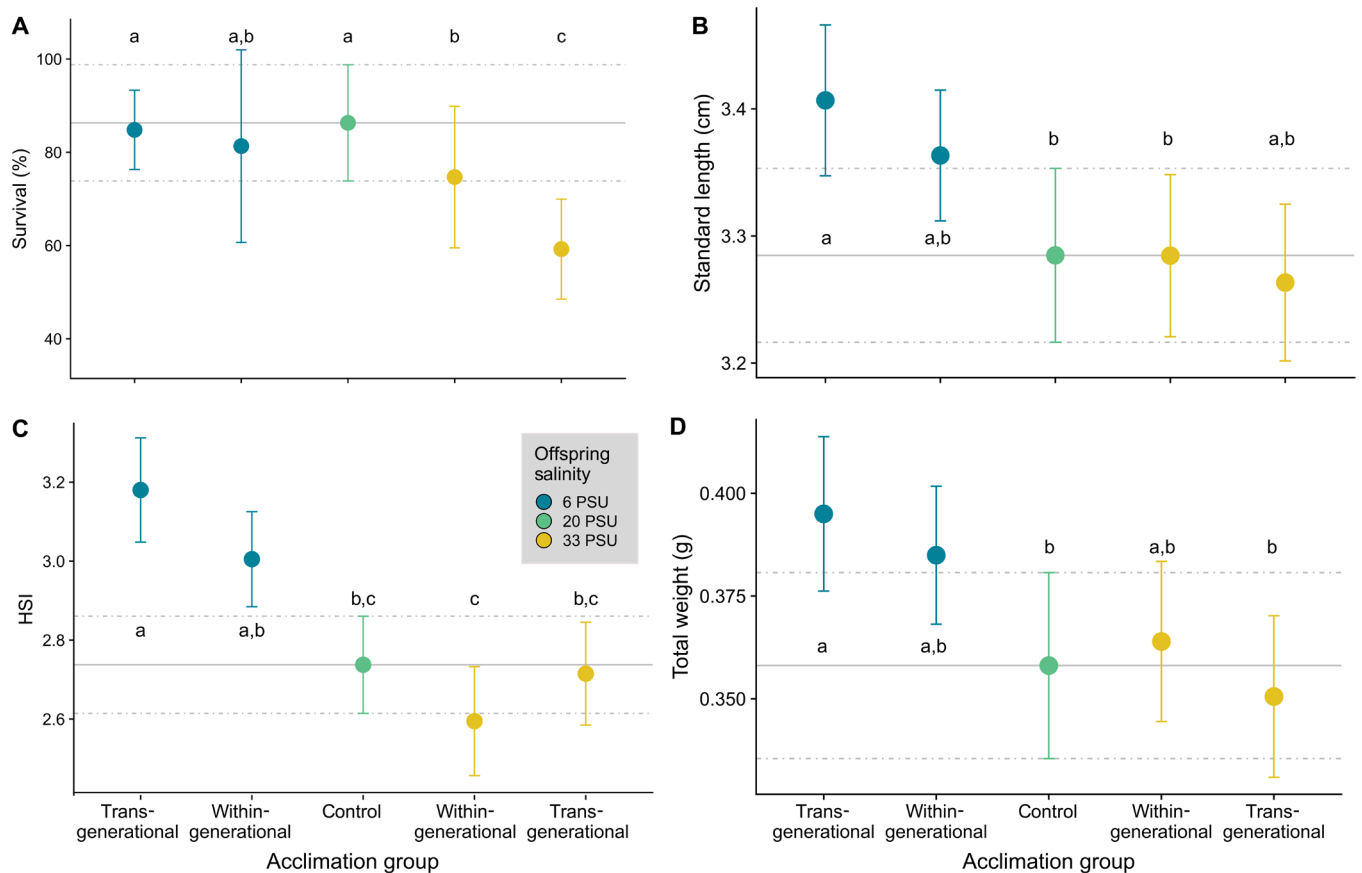 A
a
a,b
a
b
c
100
80
60
40
Survival (%)
B
3.4
3.3
3.2
Standard length (cm)
b
b
a,b
a
a,b
C
3.2
3.0
2.8
2.6
HSI
Offspring
salinity
6 PSU
20 PSU
33 PSU
b,c
c
b,c
a
a,b
Trans-
generational
Within-
generational
Control
Within-
generational
Trans-
generational
Acclimation group
D
0.400
0.375
0.350
Total weight (g)
b
a,b
b
a
a,b
Trans-
generational
Within-
generational
Control
Within-
generational
Trans-
generational
Acclimation group